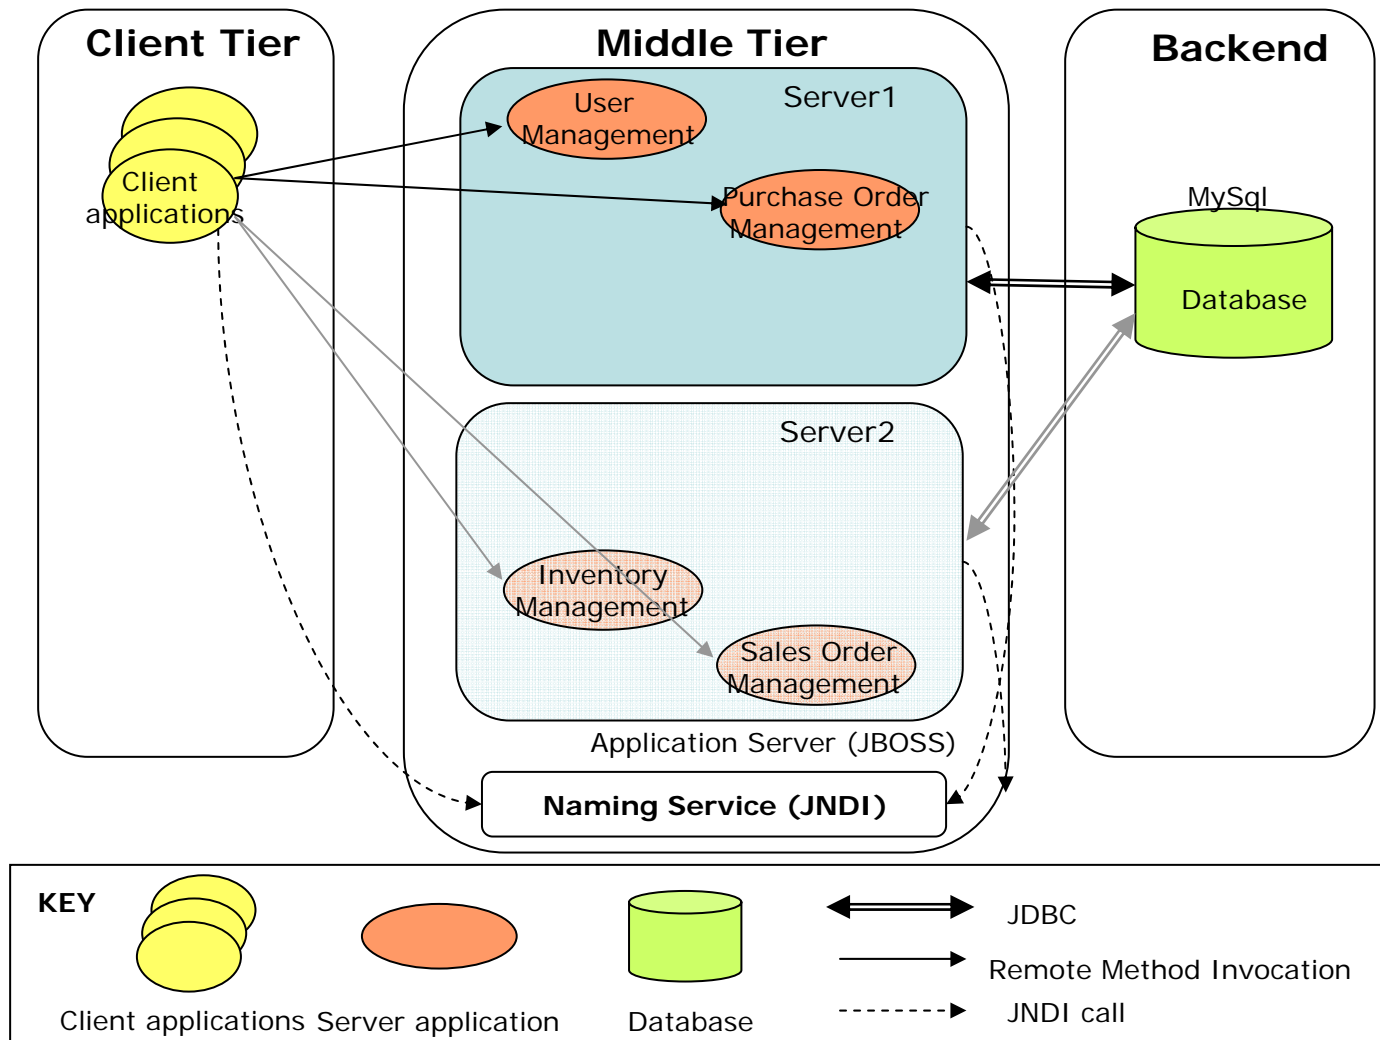 Client Tier
Middle Tier
Backend
Server1
User
Management
Client
applications
Purchase Order
Management
MySql
Database
Server2
Inventory
Management
Sales Order
Management
Application Server (JBOSS)
Naming Service (JNDI)
KEY
JDBC
Remote Method Invocation
JNDI call
Client applications
Server application
Database